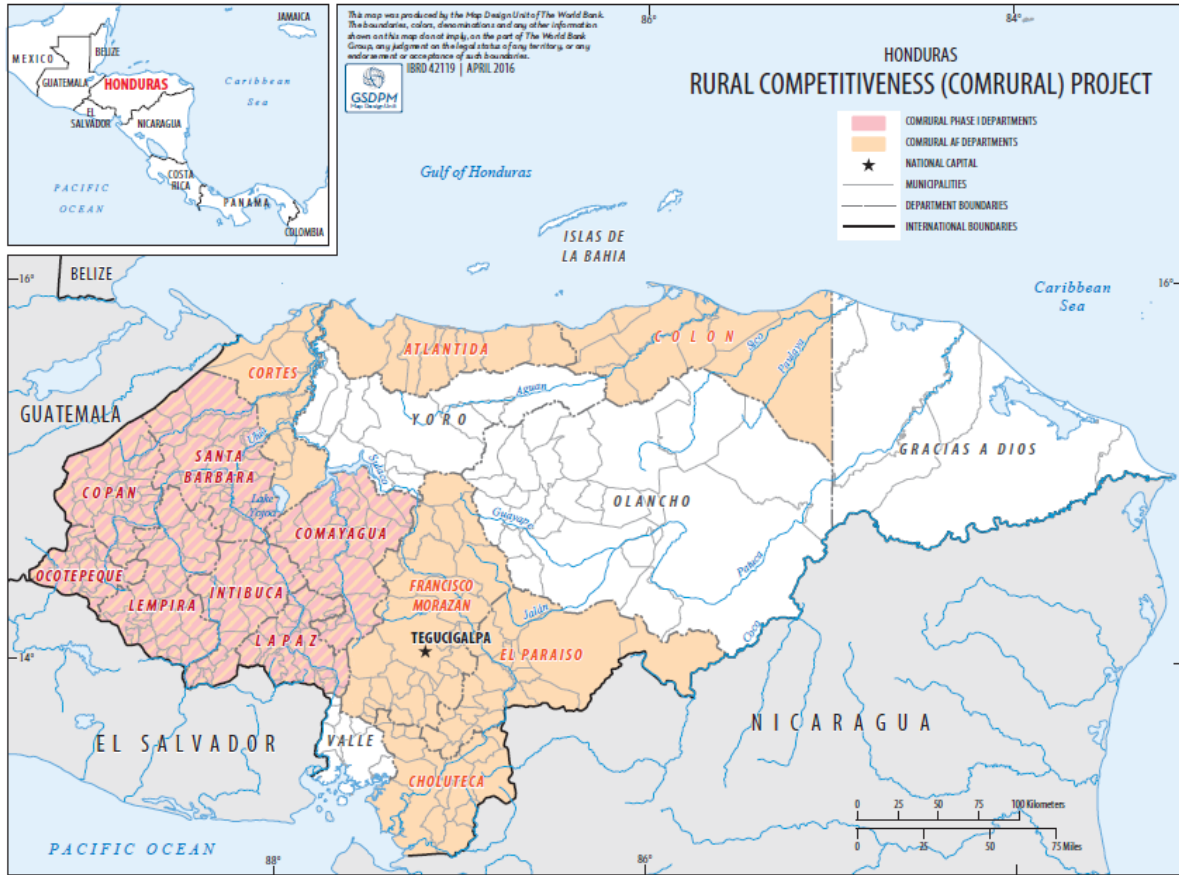 JAMAICA
MEXICO
BELIZE
GUATEMALA
HONDURAS
Caribbean
Sea
EL
SALVADOR
NICARAGUA
PACIFIC
OCEAN
COSTA
RICA
PANAMA
COLOMBIA
This map was produced by the Map Design Unit of The World Bank.
The boundaries, colors, denominations and any other information
shown on this map do not imply, on the part of The World Bank
Group, any judgment on the legal status of any territory, or any
endorsement or acceptance of such boundaries.
GSDPM
Map Design Unit
IBRD 42119 | APRIL 2016
86°
84°
HONDURAS
RURAL COMPETITIVENESS (COMRURAL) PROJECT
COMRURAL PHASE I DEPARTMENTS
COMRURAL AF DEPARTMENTS
NATIONAL CAPITAL
MUNICIPALITIES
DEPARTMENT BOUNDARIES
INTERNATIONAL BOUNDARIES
Gulf of Honduras
ISLAS DE
LA BAHIA
BELIZE
16°
16°
Caribbean
Sea
ATLANTIDA
COLON
Sico
Paulaya
CORTES
Aguan
GUATEMALA
YORO
Ulúa
SANTA
BARBARA
Sulaco
GRACIAS A DIOS
COPAN
Lake
Yojoa
OLANCHO
COMAYAGUA
Guayape
Patuca
OCOTEPEQUE
INTIBUCA
LEMPIRA
FRANCISCO
MORAZAN
Jalán
Coco
LA PAZ
TEGUCIGALPA
EL PARAISO
14°
NICARAGUA
EL SALVADOR
VALLE
CHOLUTECA
0 25 50 75 100 Kilometers
0 25 50 75 Miles
PACIFIC OCEAN
88°
86°